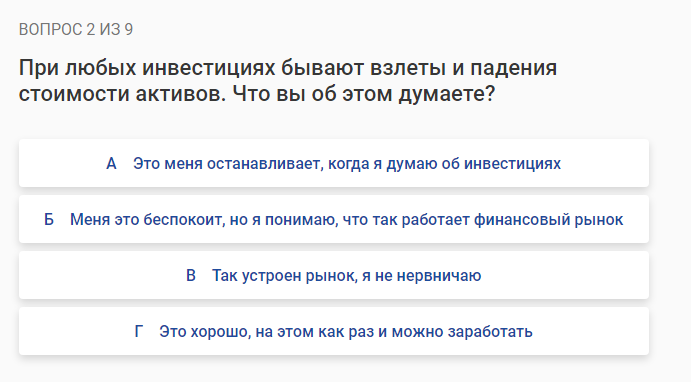 ВОПРОС 2 ИЗ 9
При любых инвестициях бывают взлеты и падения
стоимости активов. Что вы об этом думаете?
А Это меня останавливает, когда я думаю об инвестициях
Б Меня это беспокоит, но я понимаю, что так работает финансовый рынок
В Так устроен рынок, я не нервничаю
Г Это хорошо, на этом как раз и можно заработать